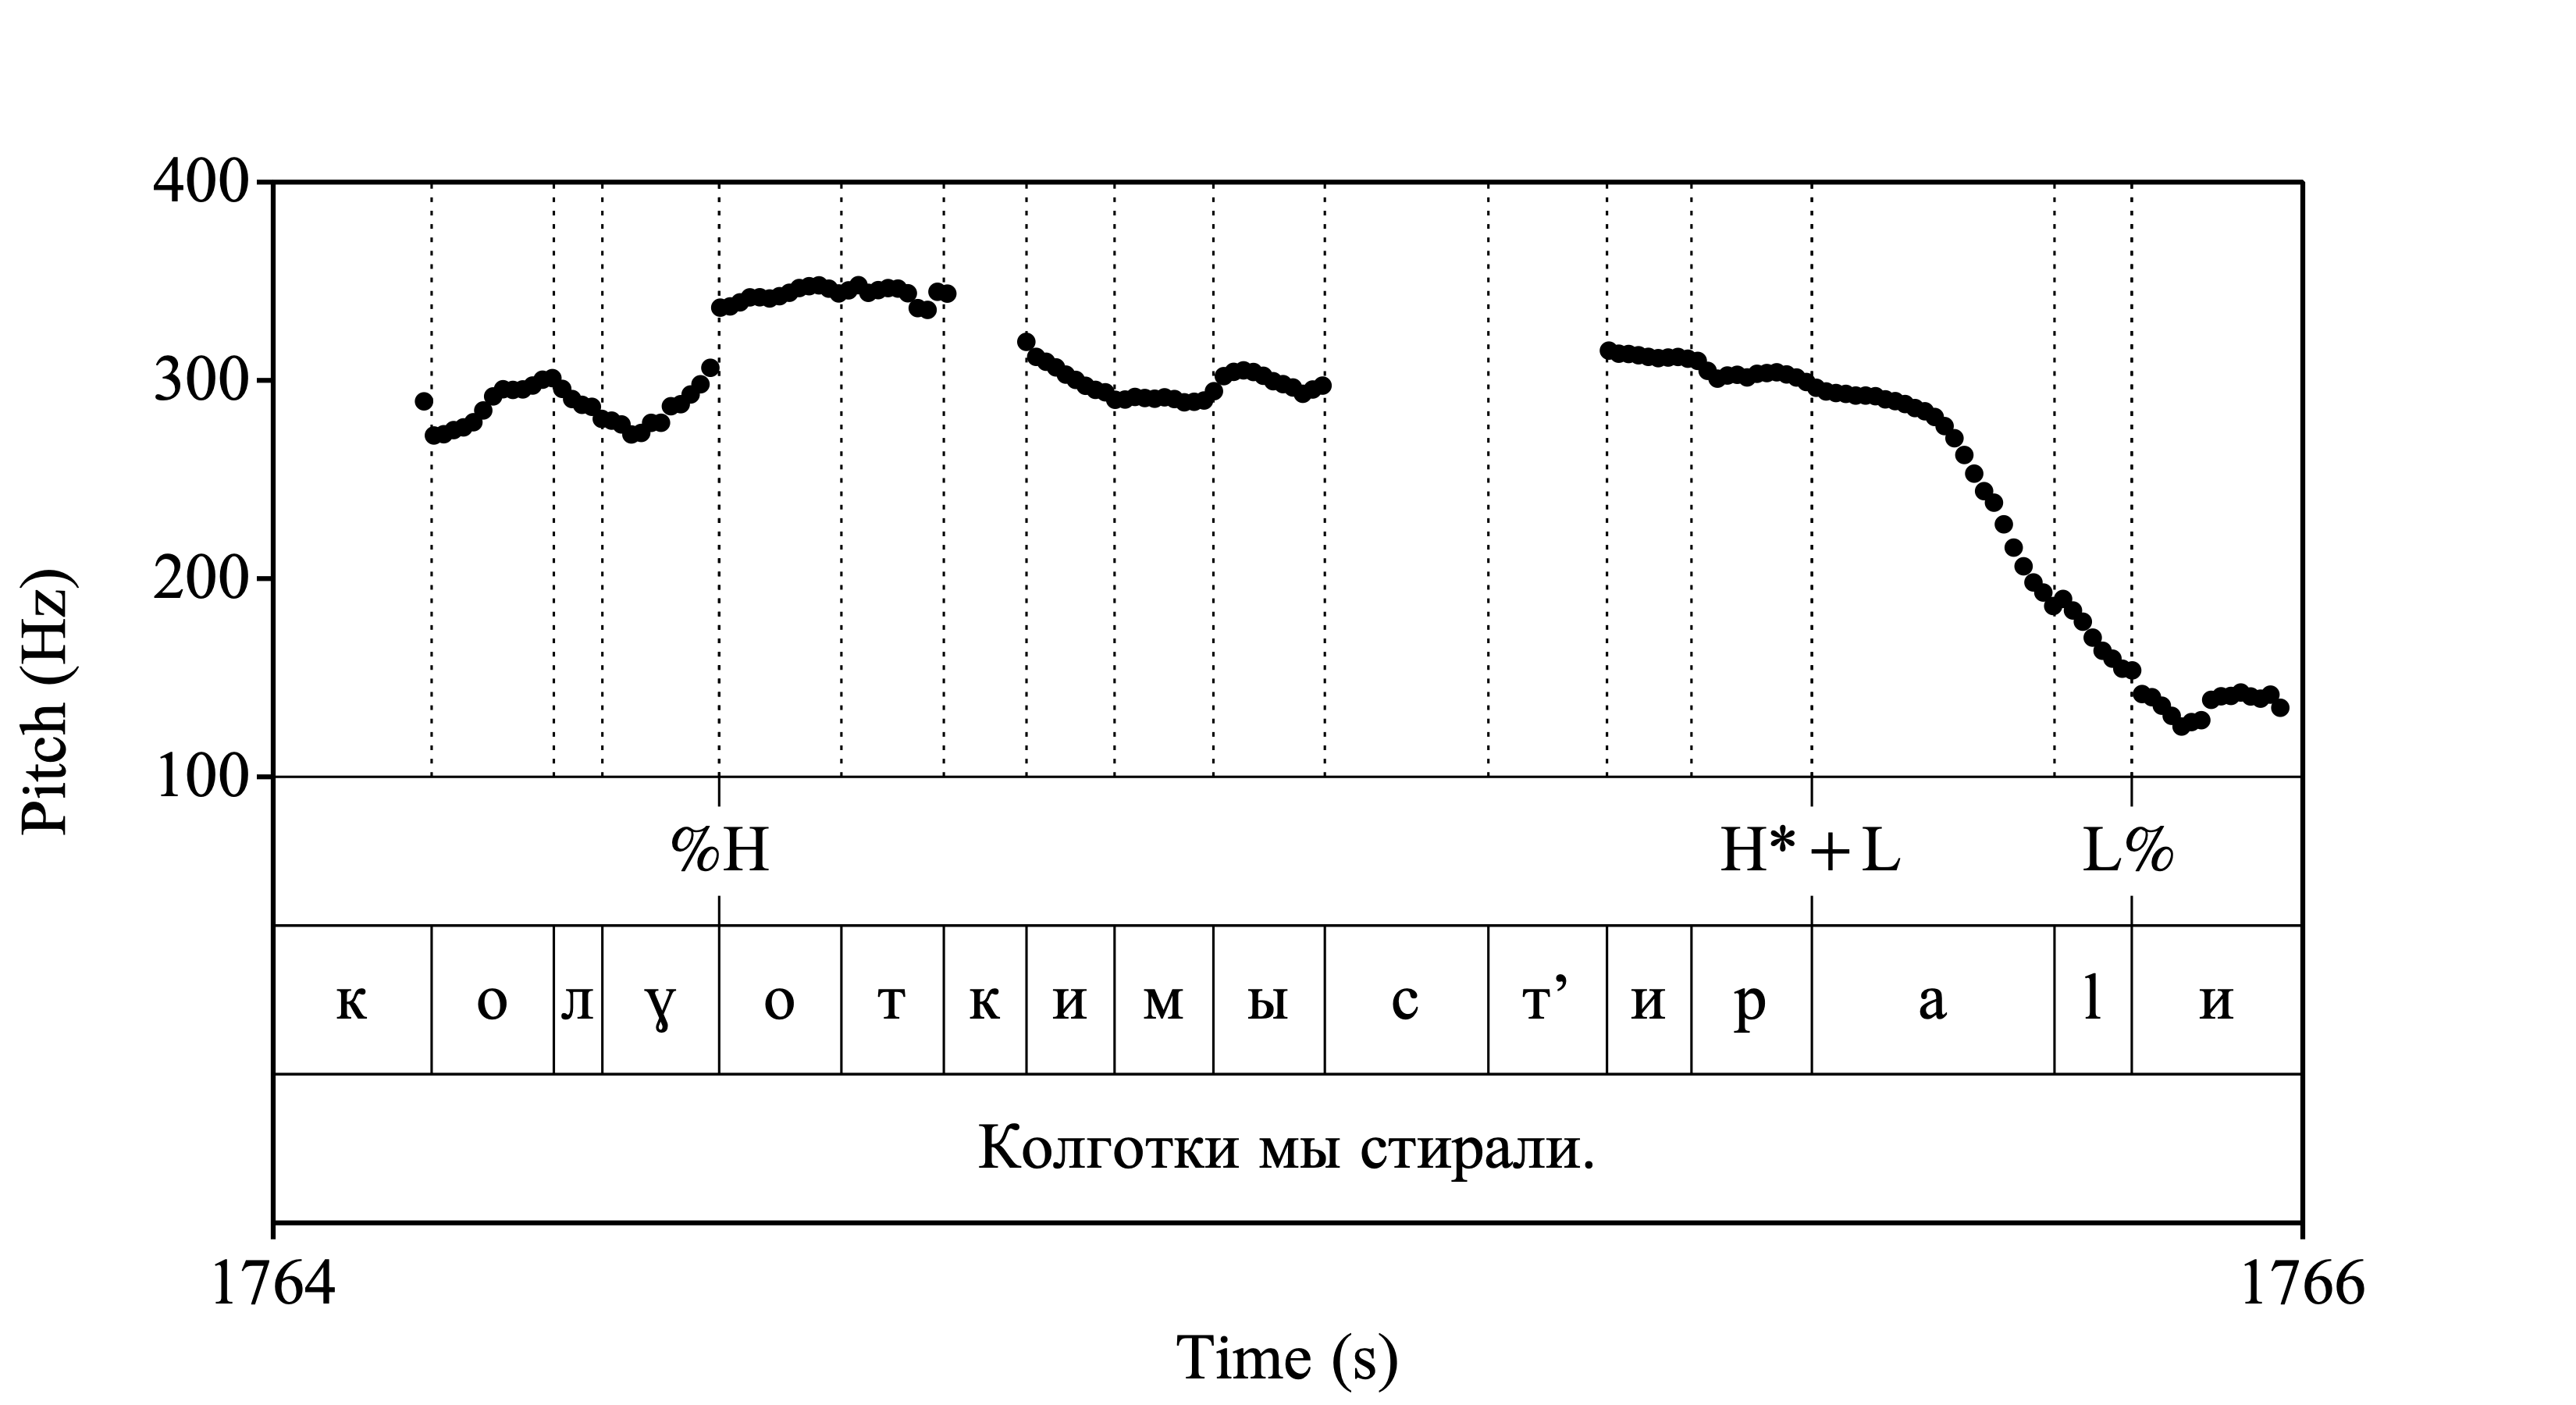 400
300
200
100
Pitch (Hz)
%H H*+L L%
к о л ɣ о т к и м ы с т’ и р а l и
Колготки мы стирали.
1764 1766
Time (s)